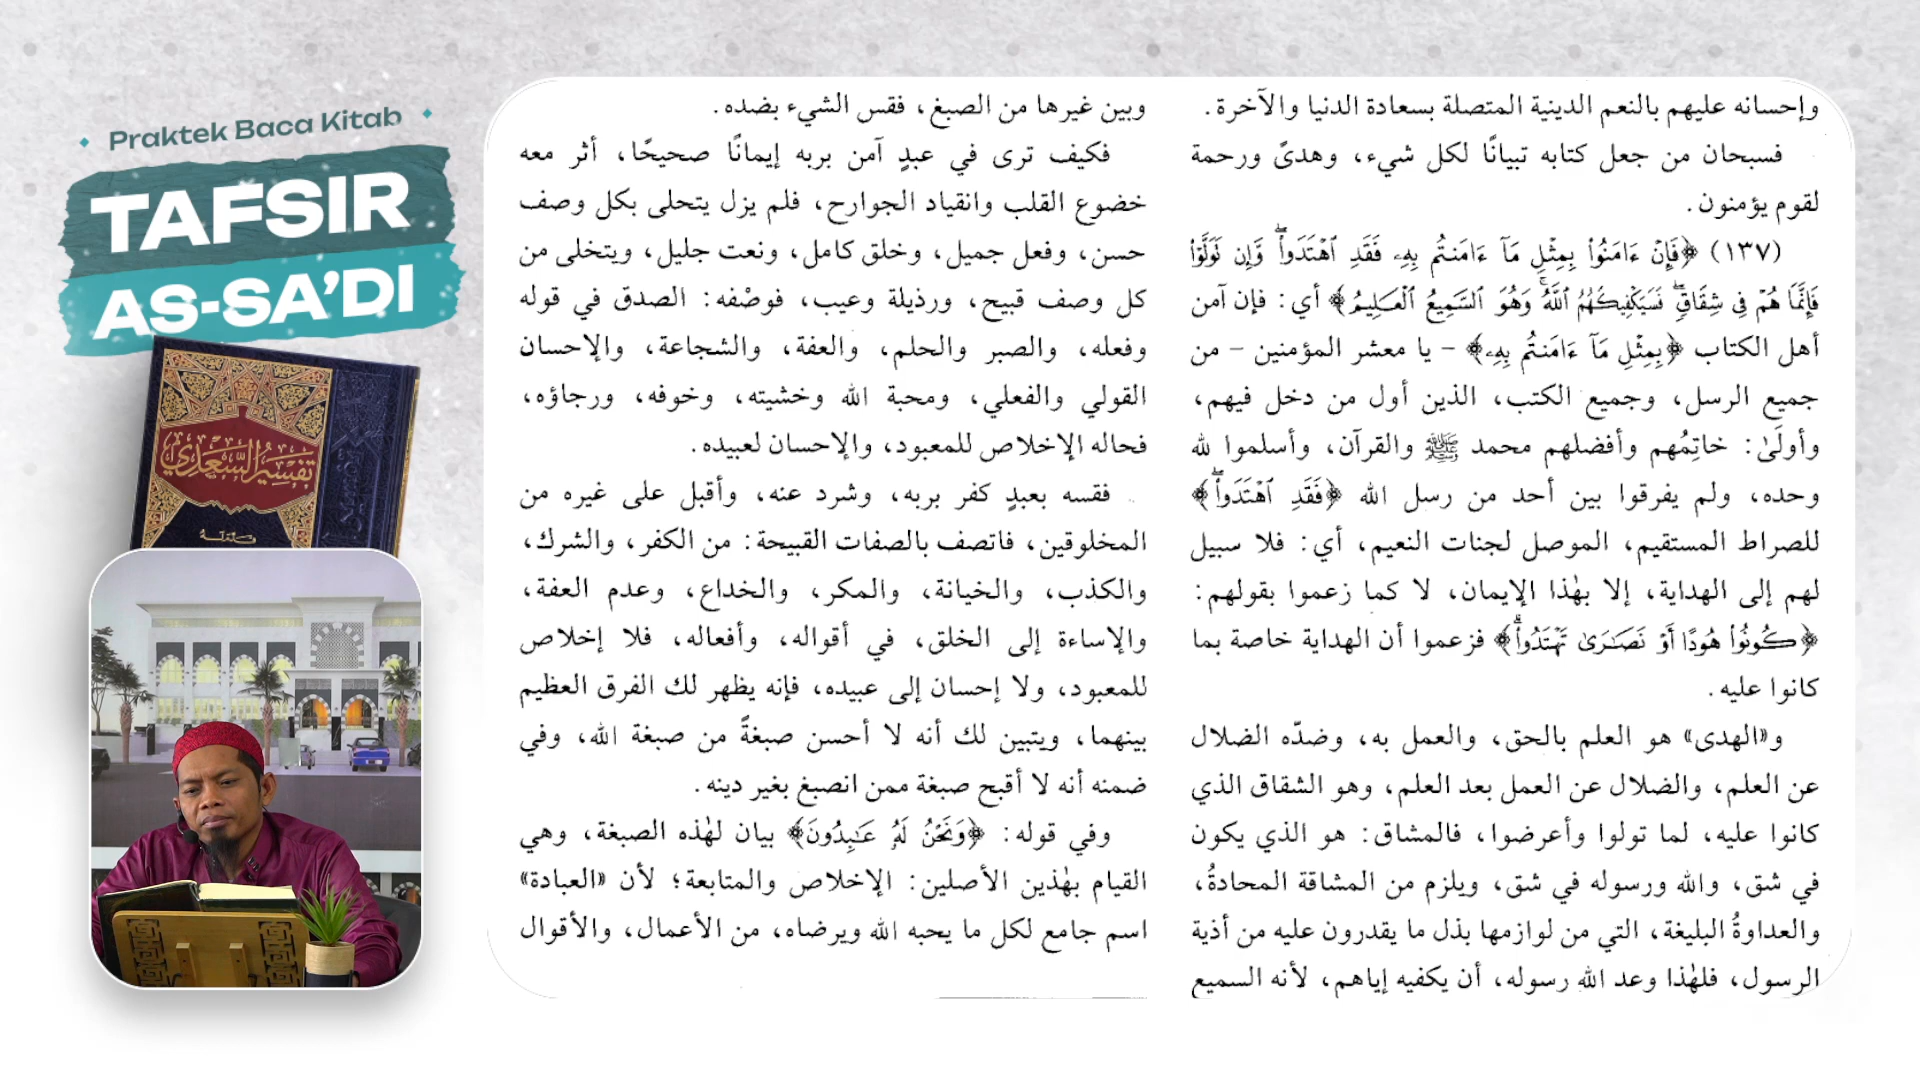 Praktek Baca Kitab
TAFSIR
AS-SA'DI
تفسير السعدي
وإحسانه عليهم بالنعم الدينية المتصلة بسعادة الدنيا والآخرة.
فسبحان من جعل كتابه تبيانًا لكل شيء، وهدىً ورحمة
لقوم يؤمنون.
(١٣٧) ﴿فَإِنْ ءَامَنُوا۟ بِمِثْلِ مَآ ءَامَنتُم بِهِۦ فَقَدِ ٱهْتَدَوا۟ ۖ وَّإِن نَوَلَّوْا۟
فَإِنَّمَا هُمْ فِى شِقَاقٍ ۖ فَسَيَكْفِيكَهُمُ ٱللَّهُ ۚ وَهُوَ ٱلسَّمِيعُ ٱلْعَلِيمُ﴾ أي: فإن آمن
أهل الكتاب ﴿بِمِثْلِ مَآ ءَامَنتُم بِهِۦ﴾ - يا معشر المؤمنين - من
جميع الرسل، وجميع الكتب، الذين أول من دخل فيهم،
وأولَىٰ: خاتِمُهم وأفضلهم محمد ﷺ والقرآن، وأسلموا لله
وحده، ولم يفرقوا بين أحد من رسل الله ﴿فَقَدِ ٱهْتَدَوا۟ ۖ﴾
للصراط المستقيم، الموصل لجنات النعيم، أي: فلا سبيل
لهم إلى الهداية، إلا بهٰذا الإيمان، لا كما زعموا بقولهم:
﴿كُونُوا۟ هُودًا أَوْ نَصَـٰرَىٰ تَهْتَدُوا۟ ۗ﴾ فزعموا أن الهداية خاصة بما
كانوا عليه.
و«الهدى» هو العلم بالحق، والعمل به، وضدّه الضلال
عن العلم، والضلال عن العمل بعد العلم، وهو الشقاق الذي
كانوا عليه، لما تولوا وأعرضوا، فالمشاق: هو الذي يكون
في شق، والله ورسوله في شق، ويلزم من المشاقة المحادةُ،
والعداوةُ البليغة، التي من لوازمها بذل ما يقدرون عليه من أذية
الرسول، فلهٰذا وعد الله رسوله، أن يكفيه إياهم، لأنه السميع
وبين غيرها من الصبغ، فقس الشيء بضده.
فكيف ترى في عبدٍ آمن بربه إيمانًا صحيحًا، أثر معه
خضوع القلب وانقياد الجوارح، فلم يزل يتحلى بكل وصف
حسن، وفعل جميل، وخلق كامل، ونعت جليل، ويتخلى من
كل وصف قبيح، ورذيلة وعيب، فوصْفه: الصدق في قوله
وفعله، والصبر والحلم، والعفة، والشجاعة، والإحسان
القولي والفعلي، ومحبة الله وخشيته، وخوفه، ورجاؤه،
فحاله الإخلاص للمعبود، والإحسان لعبيده.
فقسه بعبدٍ كفر بربه، وشرد عنه، وأقبل على غيره من
المخلوقين، فاتصف بالصفات القبيحة: من الكفر، والشرك،
والكذب، والخيانة، والمكر، والخداع، وعدم العفة،
والإساءة إلى الخلق، في أقواله، وأفعاله، فلا إخلاص
للمعبود، ولا إحسان إلى عبيده، فإنه يظهر لك الفرق العظيم
بينهما، ويتبين لك أنه لا أحسن صبغةً من صبغة الله، وفي
ضمنه أنه لا أقبح صبغة ممن انصبغ بغير دينه.
وفي قوله: ﴿وَنَحْنُ لَهُۥ عَـٰبِدُونَ﴾ بيان لهٰذه الصبغة، وهي
القيام بهٰذين الأصلين: الإخلاص والمتابعة؛ لأن «العبادة»
اسم جامع لكل ما يحبه الله ويرضاه، من الأعمال، والأقوال